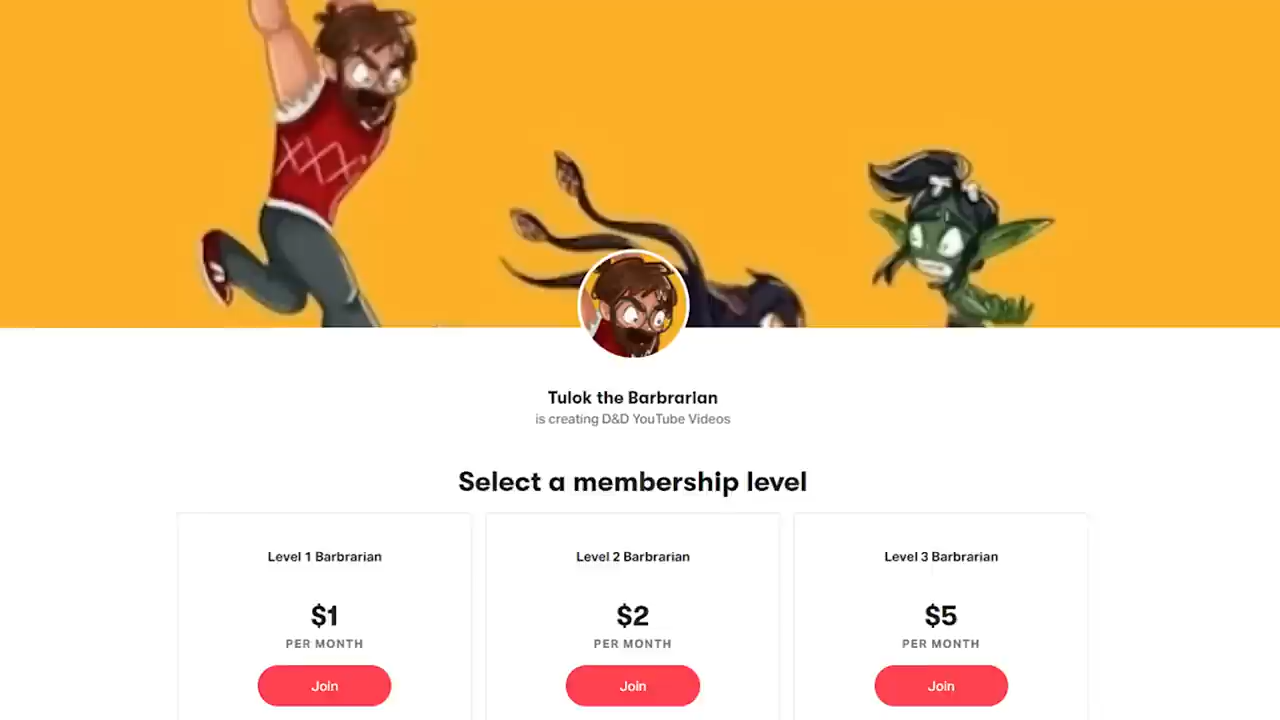 Tulok the Barbrarian
is creating D&D YouTube Videos
Select a membership level
Level 1 Barbrarian
$1
PER MONTH
Join
Level 2 Barbrarian
$2
PER MONTH
Join
Level 3 Barbrarian
$5
PER MONTH
Join